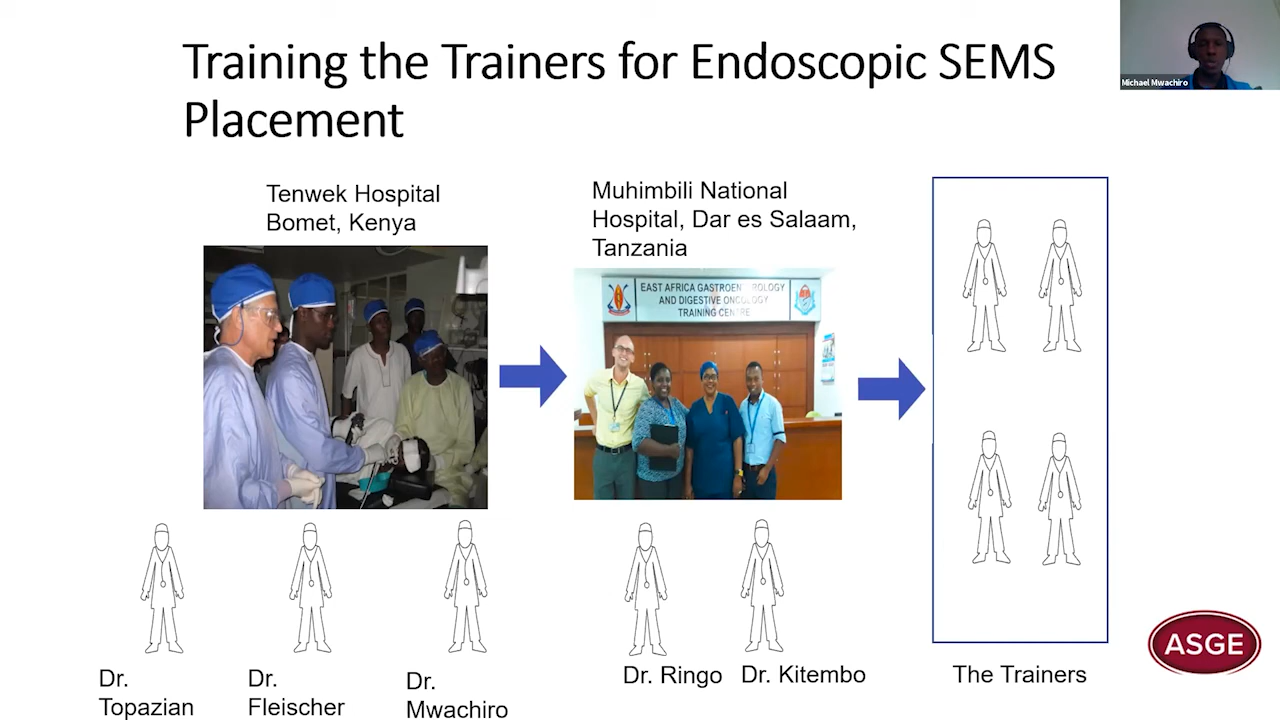 Training the Trainers for Endoscopic SEMS
Placement
Michael Mwachiro
Tenwek Hospital
Bomet, Kenya
Muhimbili National
Hospital, Dar es Salaam,
Tanzania
EAST AFRICA GASTROENTEROLOGY
AND DIGESTIVE ONCOLOGY
TRAINING CENTRE
Dr.
Topazian
Dr.
Fleischer
Dr.
Mwachiro
Dr. Ringo
Dr. Kitembo
The Trainers
ASGE